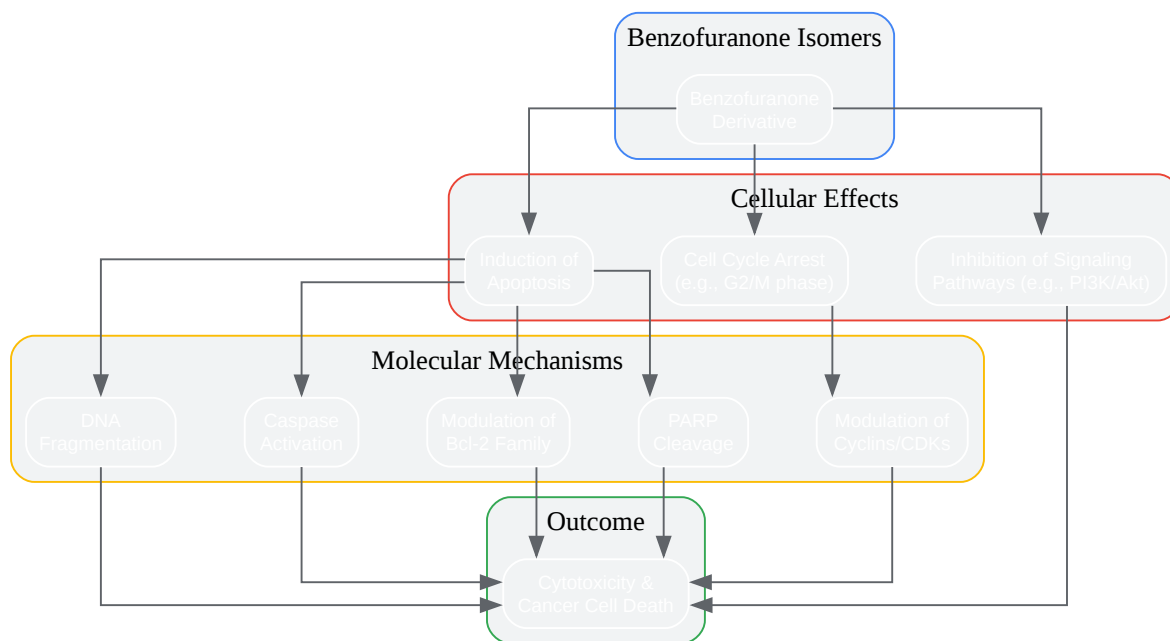 Benzofuranone Isomers
Benzofuranone
Derivative
Cellular Effects
Induction of
Apoptosis
Cell Cycle Arrest
(e.g., G2/M phase)
Inhibition of Signaling
Pathways (e.g., PI3K/Akt)
Molecular Mechanisms
DNA
Fragmentation
Caspase
Activation
Modulation of
Bcl-2 Family
PARP
Cleavage
Modulation of
Cyclins/CDKs
Outcome
Cytotoxicity &
Cancer Cell Death